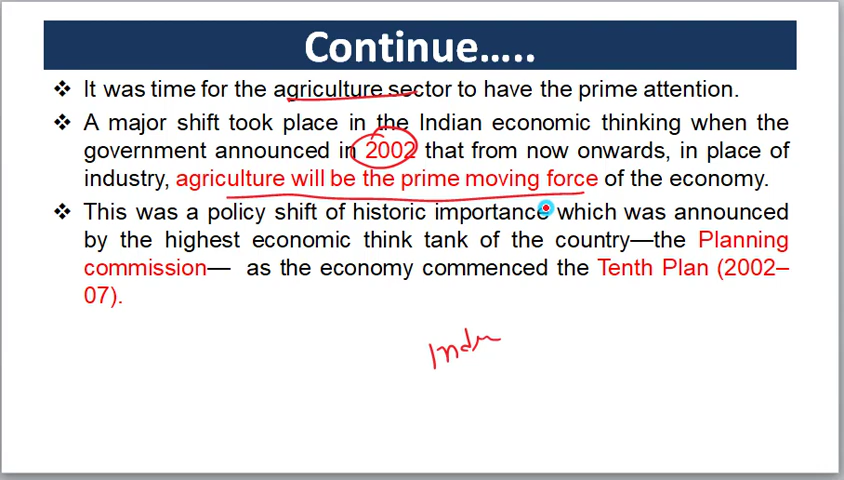 Continue…..
❖ It was time for the agriculture sector to have the prime attention.
❖ A major shift took place in the Indian economic thinking when the
government announced in 2002 that from now onwards, in place of
industry, agriculture will be the prime moving force of the economy.
❖ This was a policy shift of historic importance which was announced
by the highest economic think tank of the country—the Planning
commission— as the economy commenced the Tenth Plan (2002–
07).